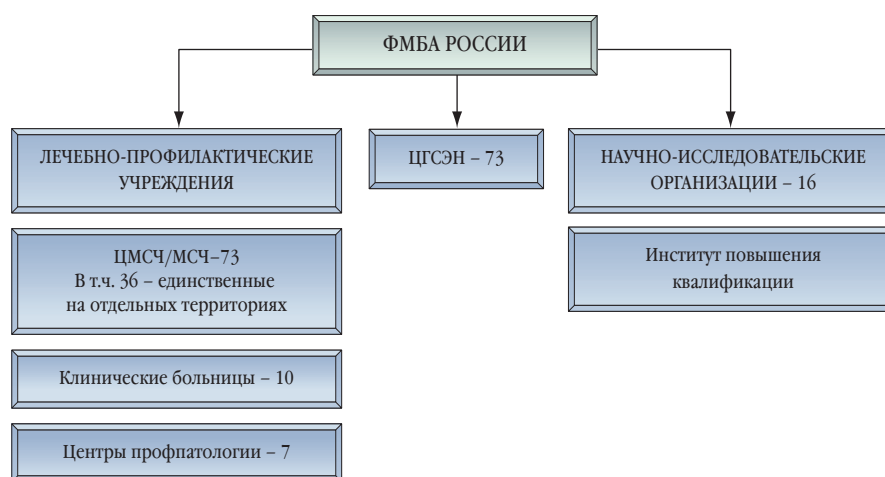 ФМБА РОССИИ
ЛЕЧЕБНО-ПРОФИЛАКТИЧЕСКИЕ
УЧРЕЖДЕНИЯ
ЦГСЭН – 73
НАУЧНО-ИССЛЕДОВАТЕЛЬСКИЕ
ОРГАНИЗАЦИИ – 16
ЦМСЧ/МСЧ–73
В т.ч. 36 – единственные
на отдельных территориях
Институт повышения
квалификации
Клинические больницы – 10
Центры профпатологии – 7